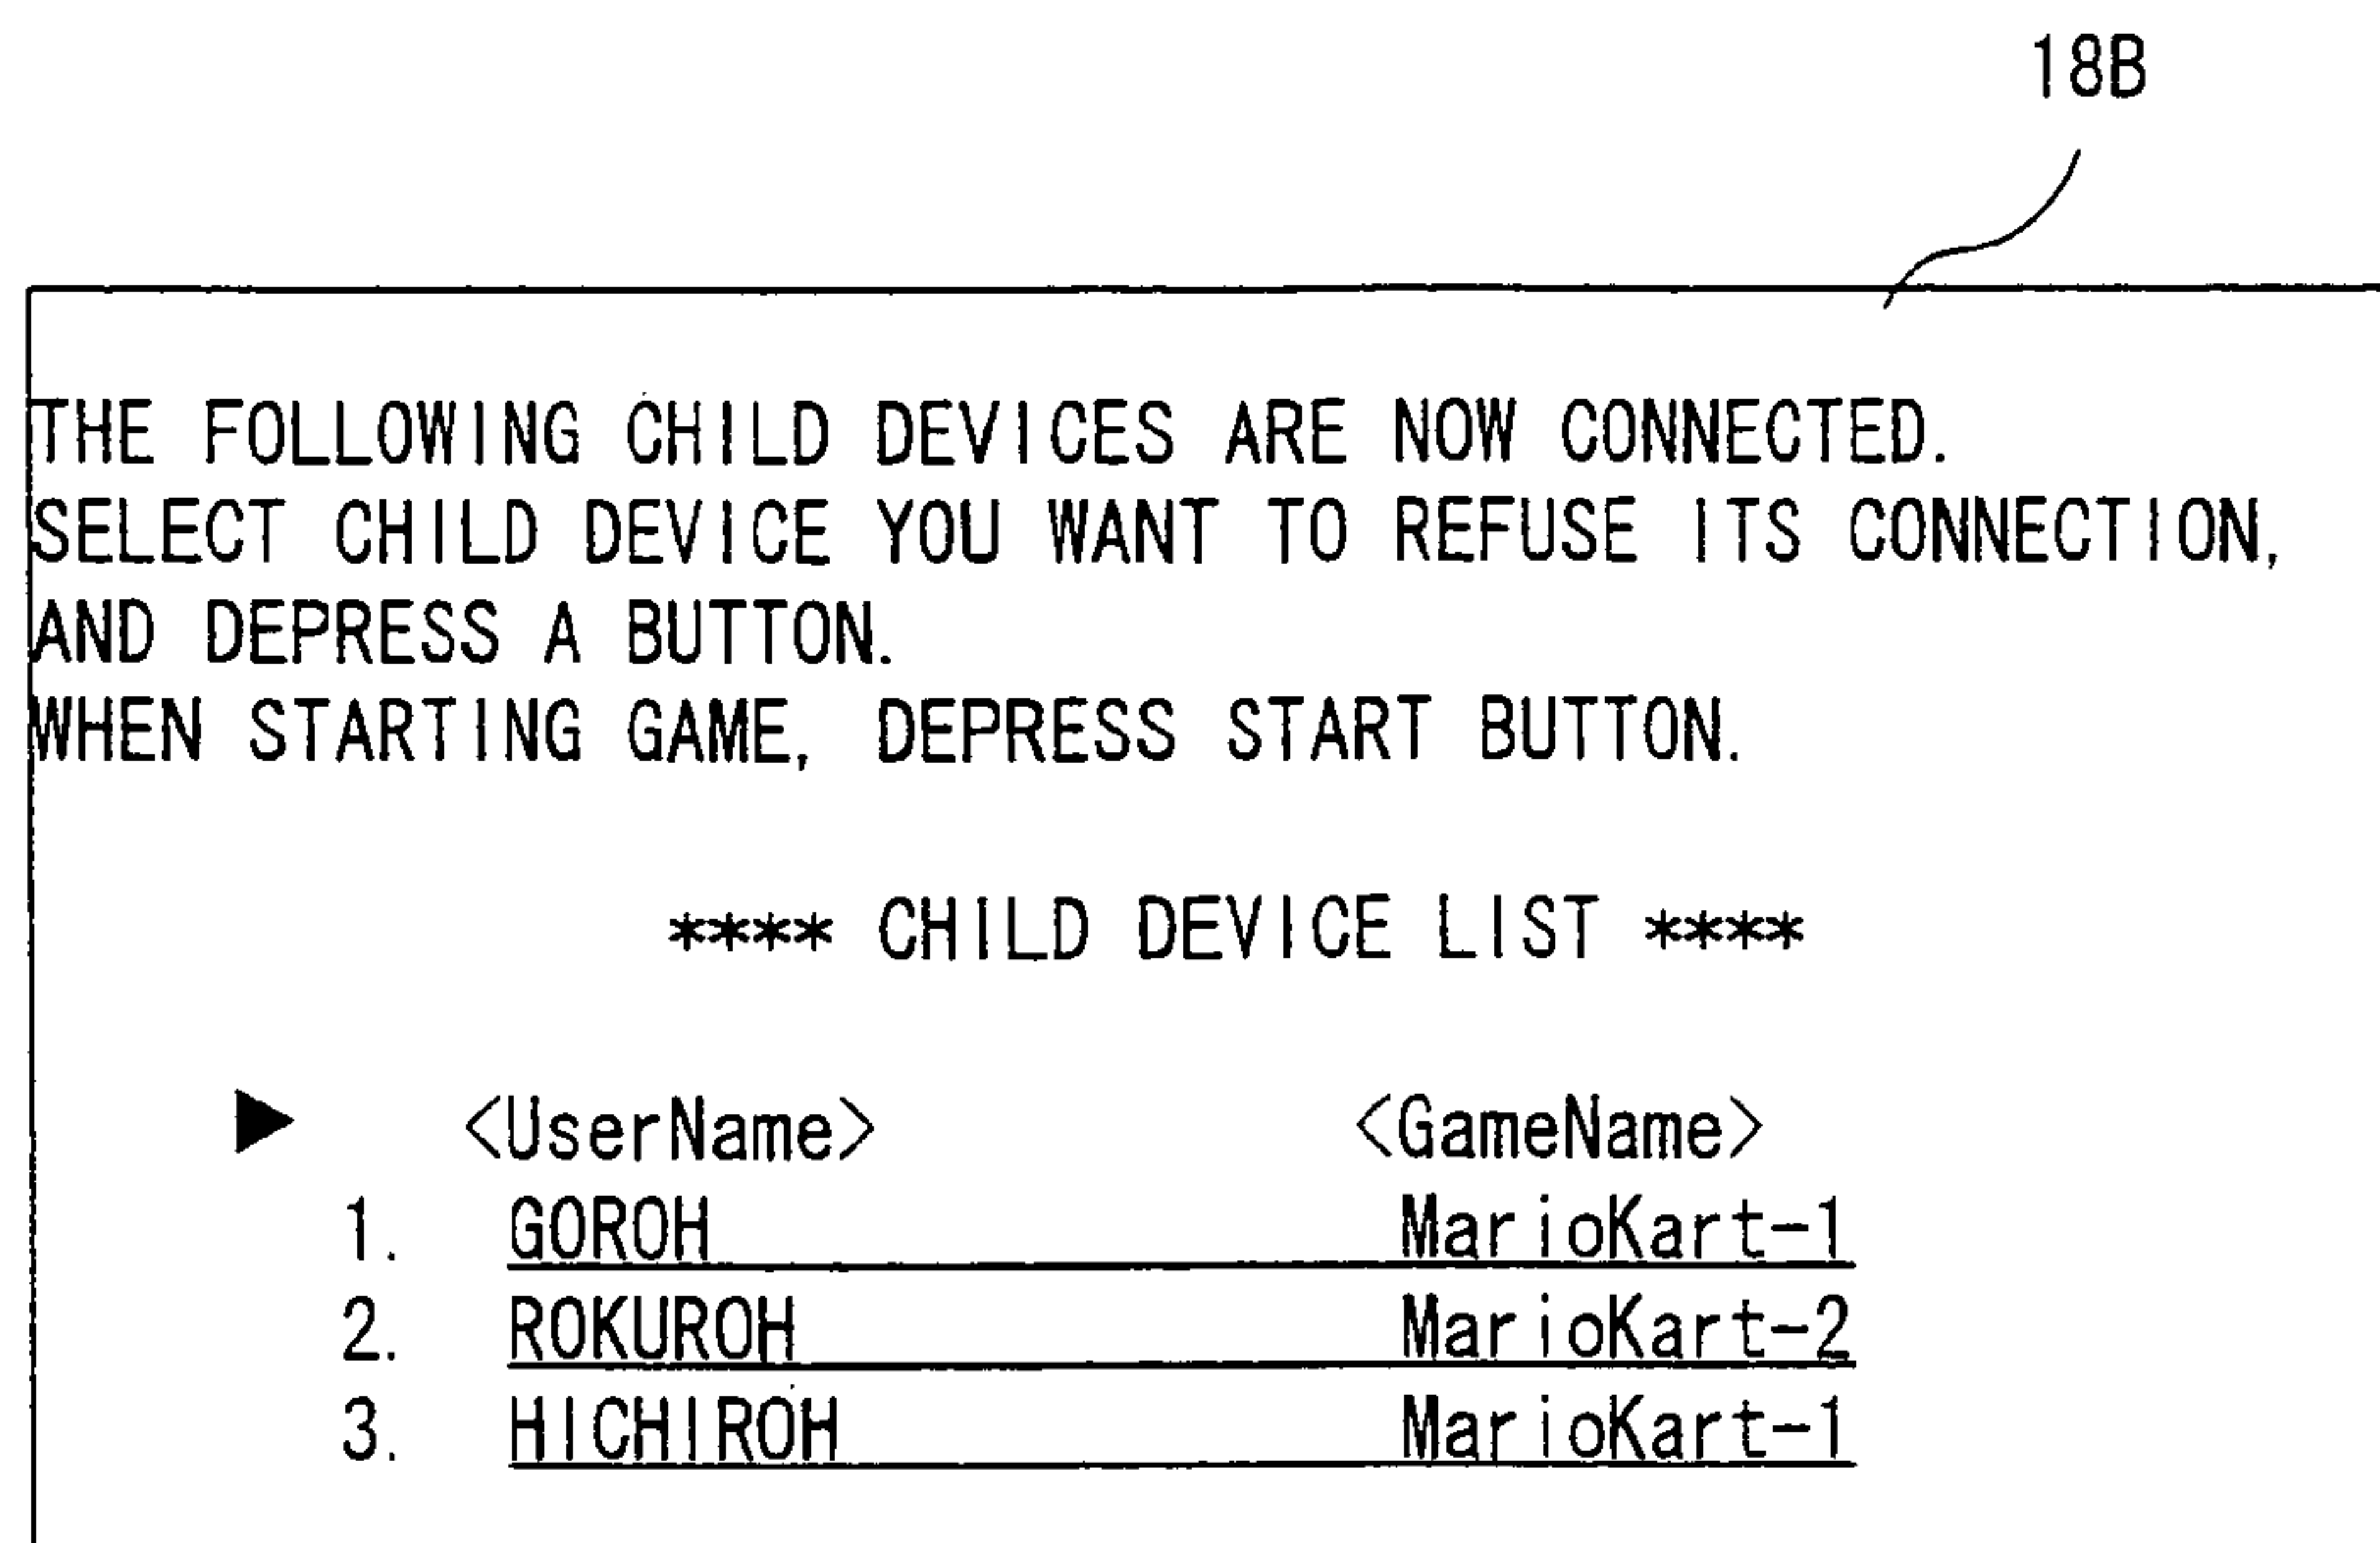 18B
THE FOLLOWING CHILD DEVICES ARE NOW CONNECTED.
SELECT CHILD DEVICE YOU WANT TO REFUSE ITS CONNECTION,
AND DEPRESS A BUTTON.
WHEN STARTING GAME, DEPRESS START BUTTON.
**** CHILD DEVICE LIST ****
▶ <UserName> <GameName>
1. GOROH MarioKart-1
2. ROKUROH MarioKart-2
3. HICHIROH MarioKart-1